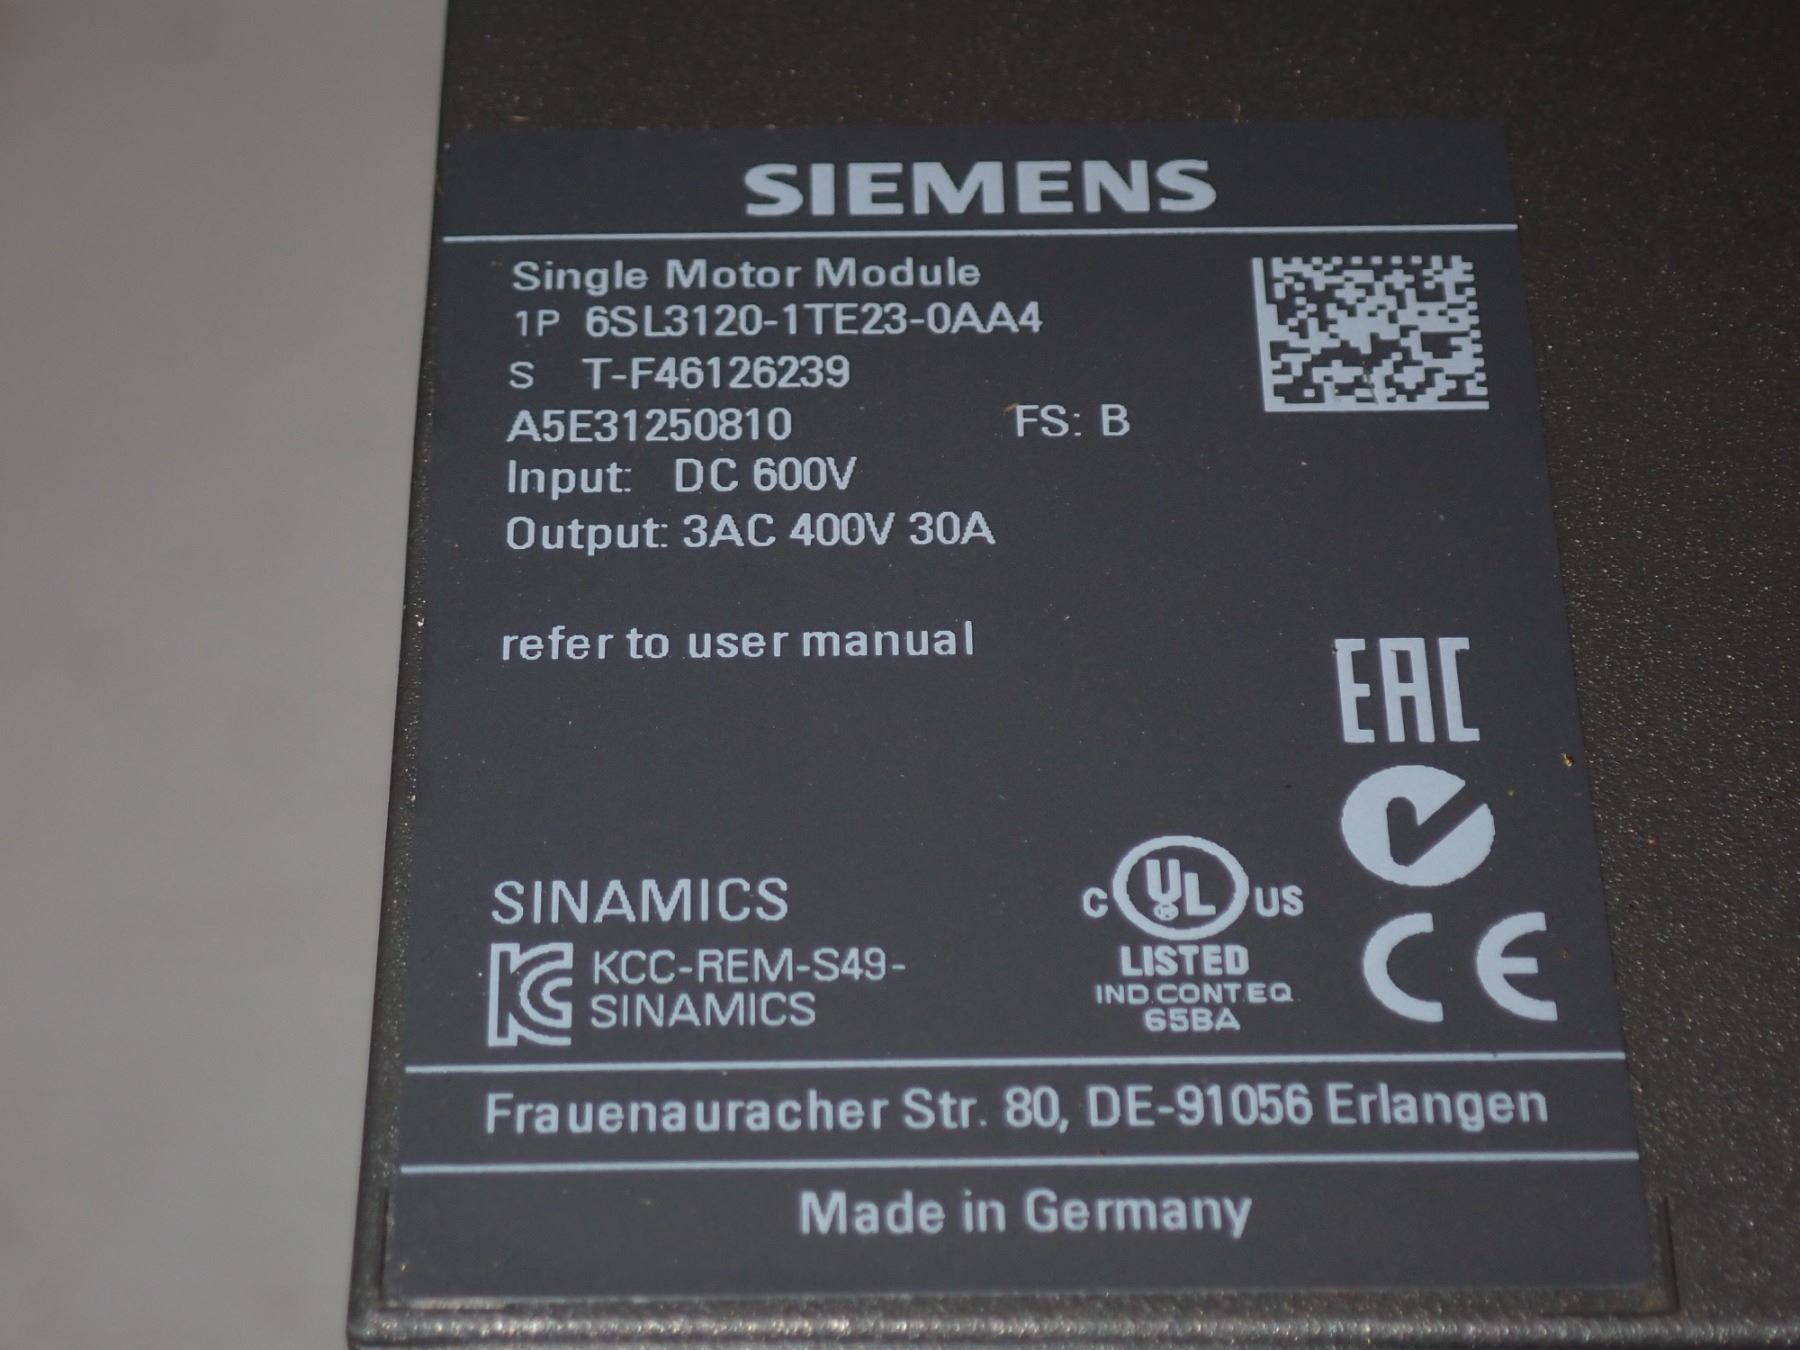 SIEMENS
Single Motor Module
1P 6SL3120-1TE23-0AA4
S T-F46126239
A5E31250810 FS: B
Input: DC 600V
Output: 3AC 400V 30A
refer to user manual
EAC
SINAMICS
KCC-REM-S49-
SINAMICS
C UL US
LISTED
IND.CONT.EQ.
65BA
CE
Frauenauracher Str. 80, DE-91056 Erlangen
Made in Germany